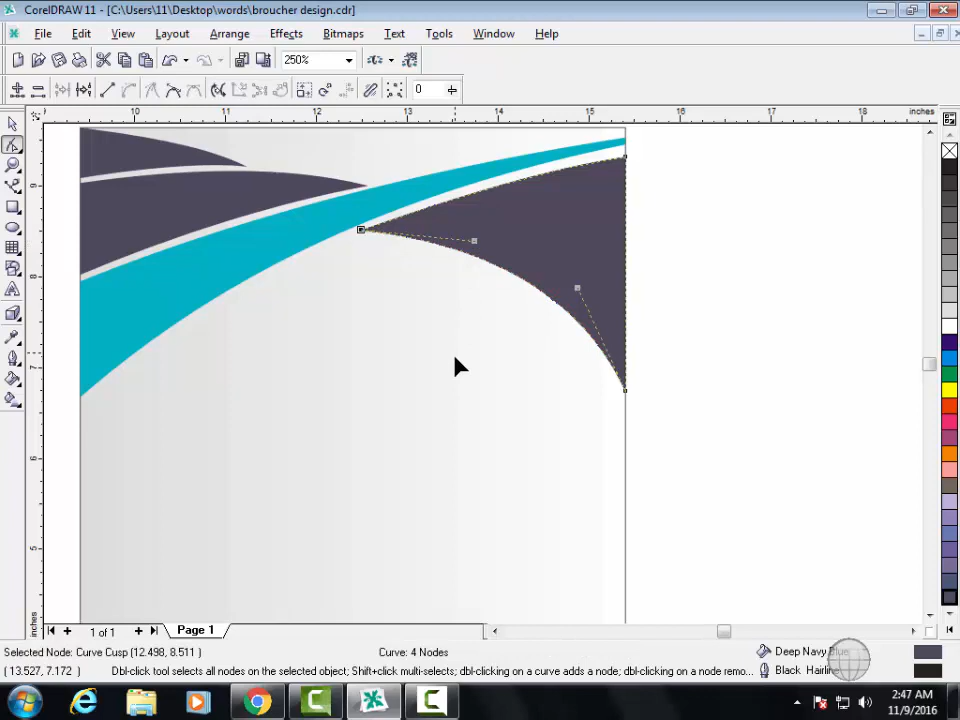 CorelDRAW 11 - [C:\Users\11\Desktop\words\broucher design.cdr]
File Edit View Layout Arrange Effects Bitmaps Text Tools Window Help
250%
0
10 11 12 13 14 15 16 17 18 inches
9
8
7
6
5
inches
1 of 1 Page 1
Selected Node: Curve Cusp (12.498, 8.511 ) Curve: 4 Nodes Deep Navy Blue
(13.527, 7.172 ) Dbl-click tool selects all nodes on the selected object; Shift+click multi-selects; dbl-clicking on a curve adds a node; dbl-clicking on a node remo... Black Hairline
2:47 AM
11/9/2016